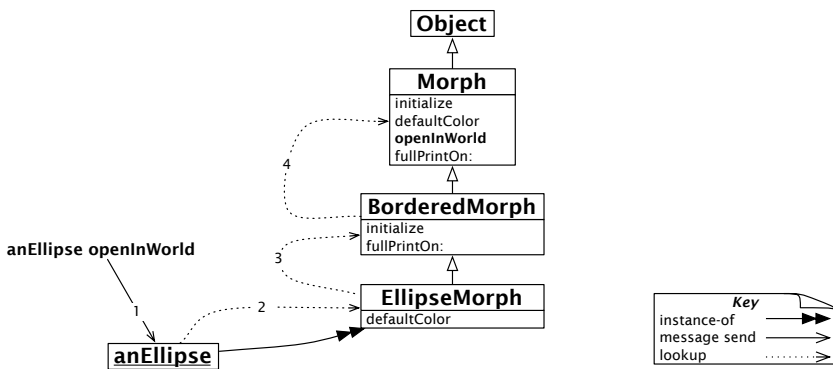 Object
Morph
initialize
defaultColor
openInWorld
fullPrintOn:
4
BorderedMorph
initialize
fullPrintOn:
anEllipse openInWorld
3
EllipseMorph
defaultColor
1
2
anEllipse
Key
instance-of
message send
lookup